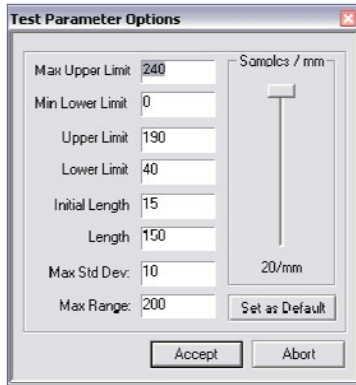 Test Parameter Options
Max Upper Limit 240
Min Lower Limit 0
Upper Limit 190
Lower Limit 40
Initial Length 15
Length 150
Max Std Dev: 10
Max Range: 200
Samples / mm
20/mm
Set as Default
Accept Abort